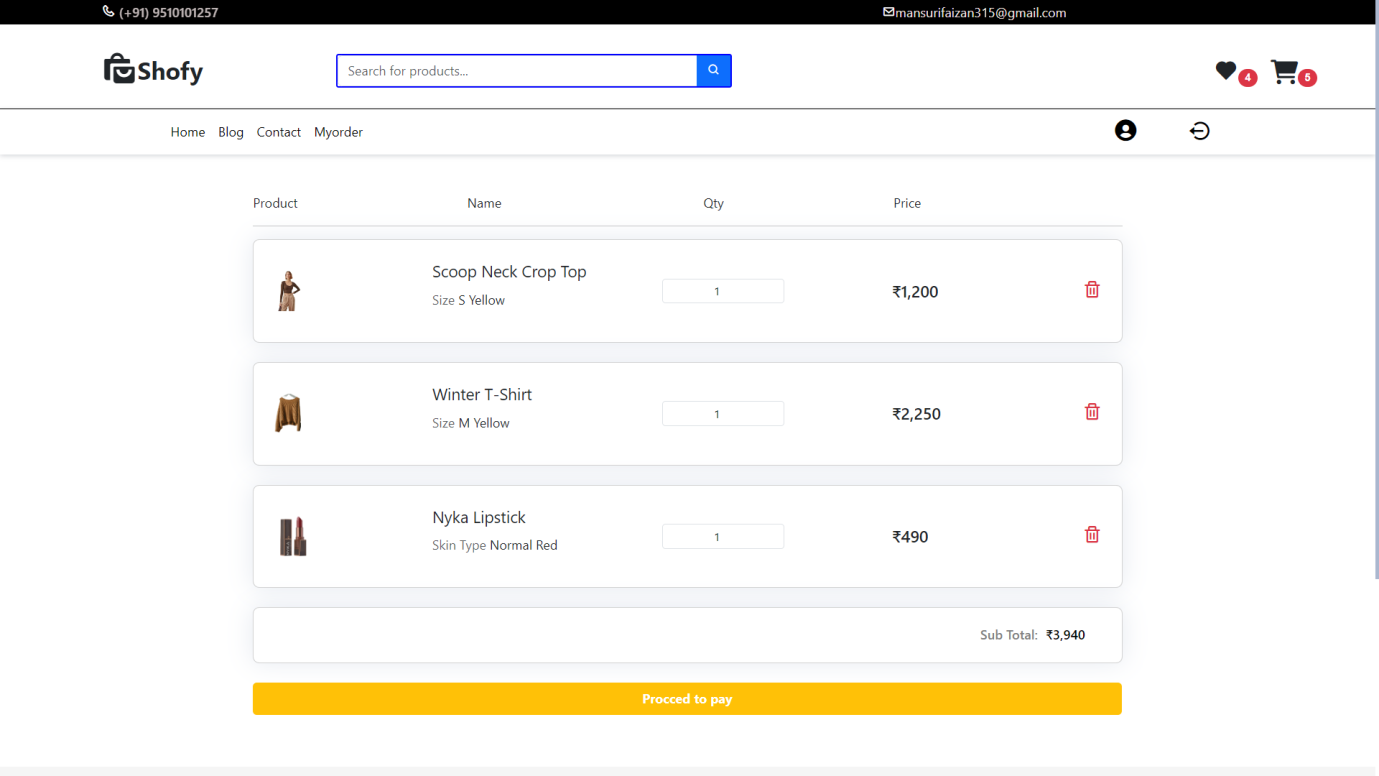 (+91) 9510101257 mansurifaizan315@gmail.com
Shofy Search for products... 4 5
Home Blog Contact Myorder
Product Name Qty Price
Scoop Neck Crop Top
Size S Yellow
1 ₹1,200
Winter T-Shirt
Size M Yellow
1 ₹2,250
Nyka Lipstick
Skin Type Normal Red
1 ₹490
Sub Total: ₹3,940
Procced to pay